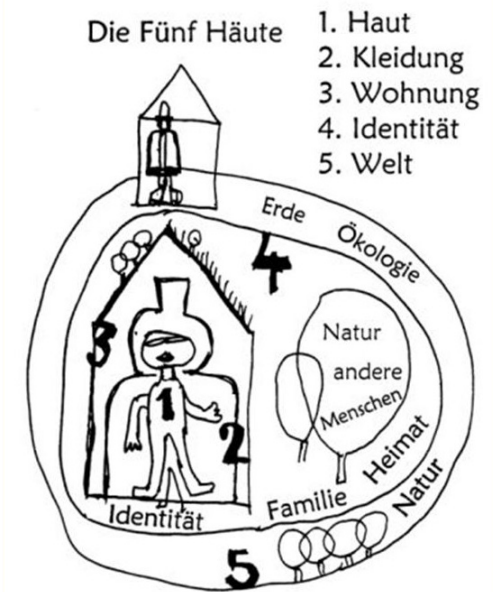 Die Fünf Häute
1. Haut
2. Kleidung
3. Wohnung
4. Identität
5. Welt
Erde
Ökologie
4
Natur
andere
Menschen
3
1
2
Heimat
Natur
Familie
Identität
5